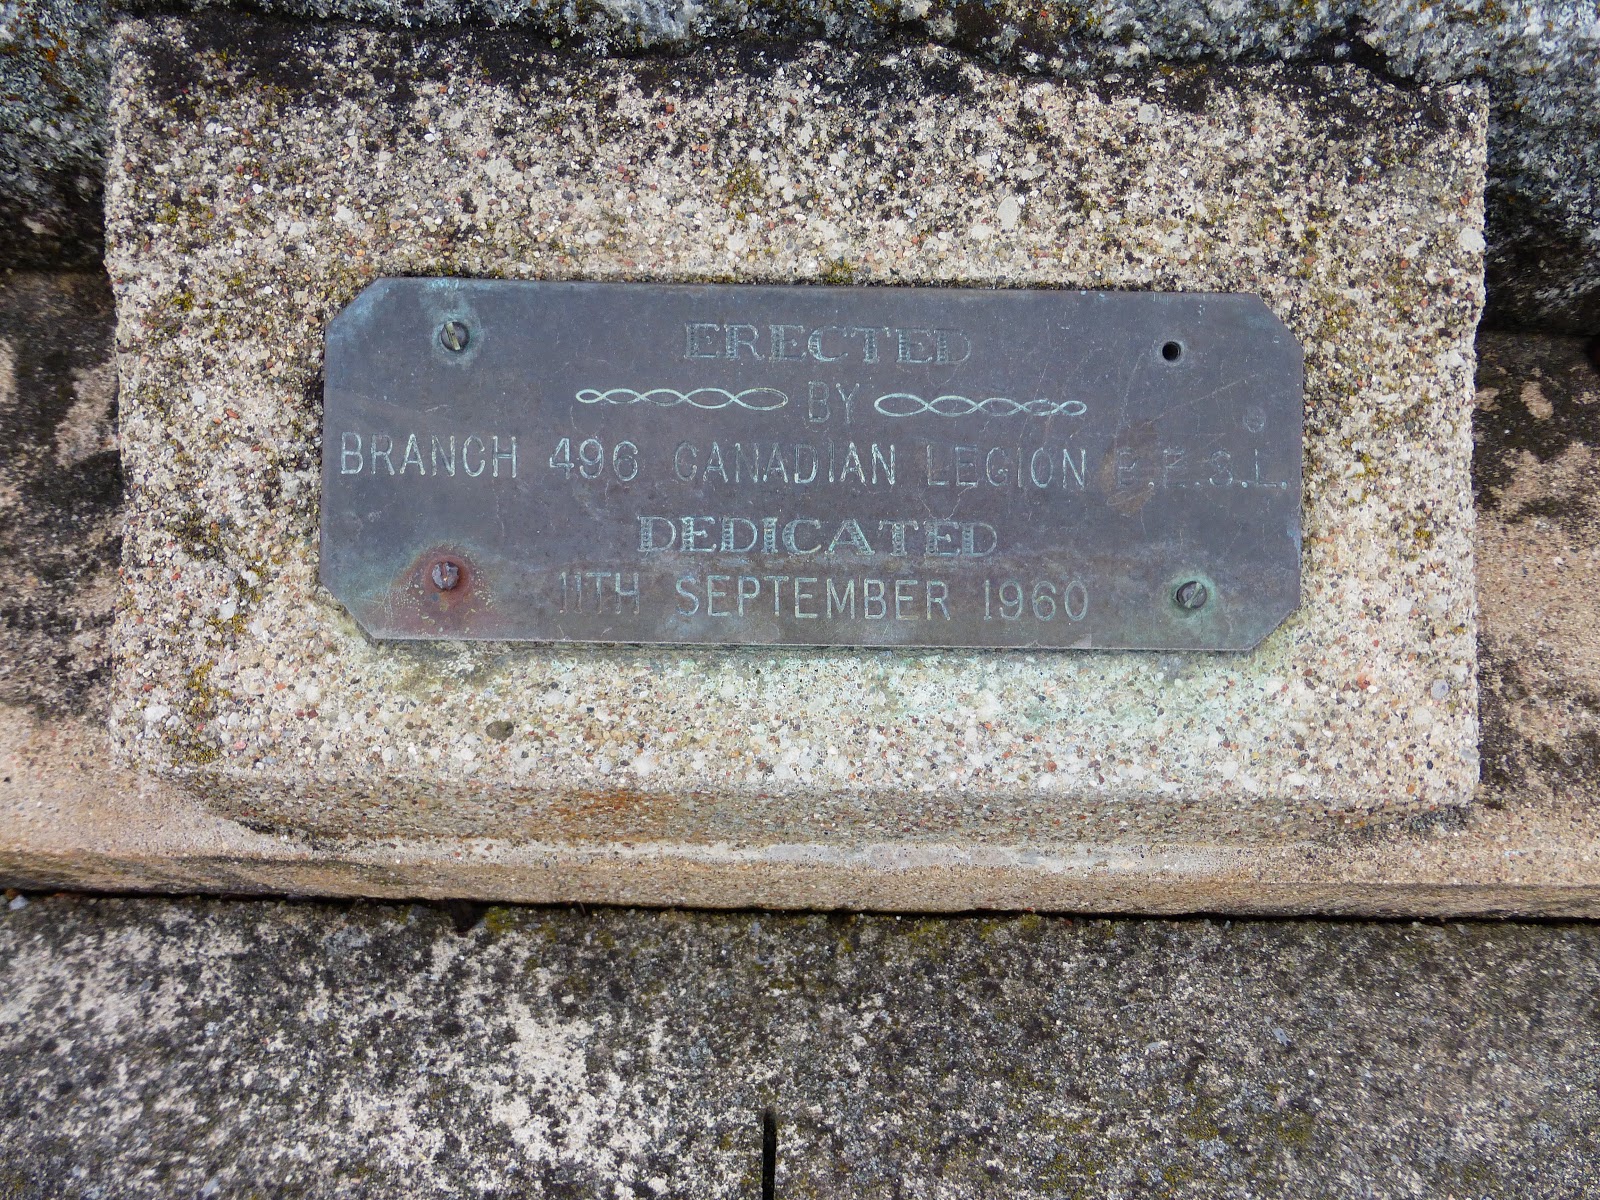 ERECTED
BY
BRANCH 496 CANADIAN LEGION B.E.S.L.
DEDICATED
11TH SEPTEMBER 1960